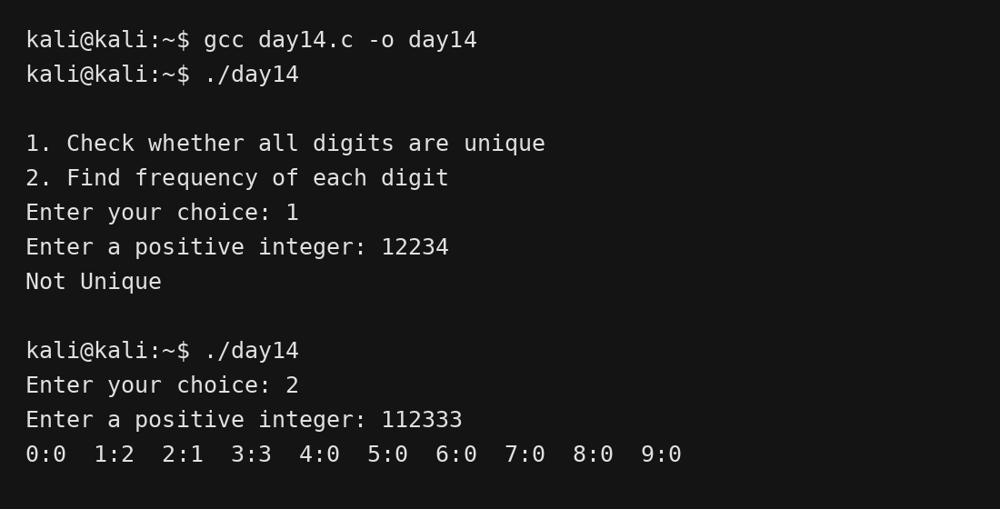 kali@kali:~$ gcc day14.c -o day14
kali@kali:~$ ./day14
1. Check whether all digits are unique
2. Find frequency of each digit
Enter your choice: 1
Enter a positive integer: 12234
Not Unique
kali@kali:~$ ./day14
Enter your choice: 2
Enter a positive integer: 112333
0:0  1:2  2:1  3:3  4:0  5:0  6:0  7:0  8:0  9:0